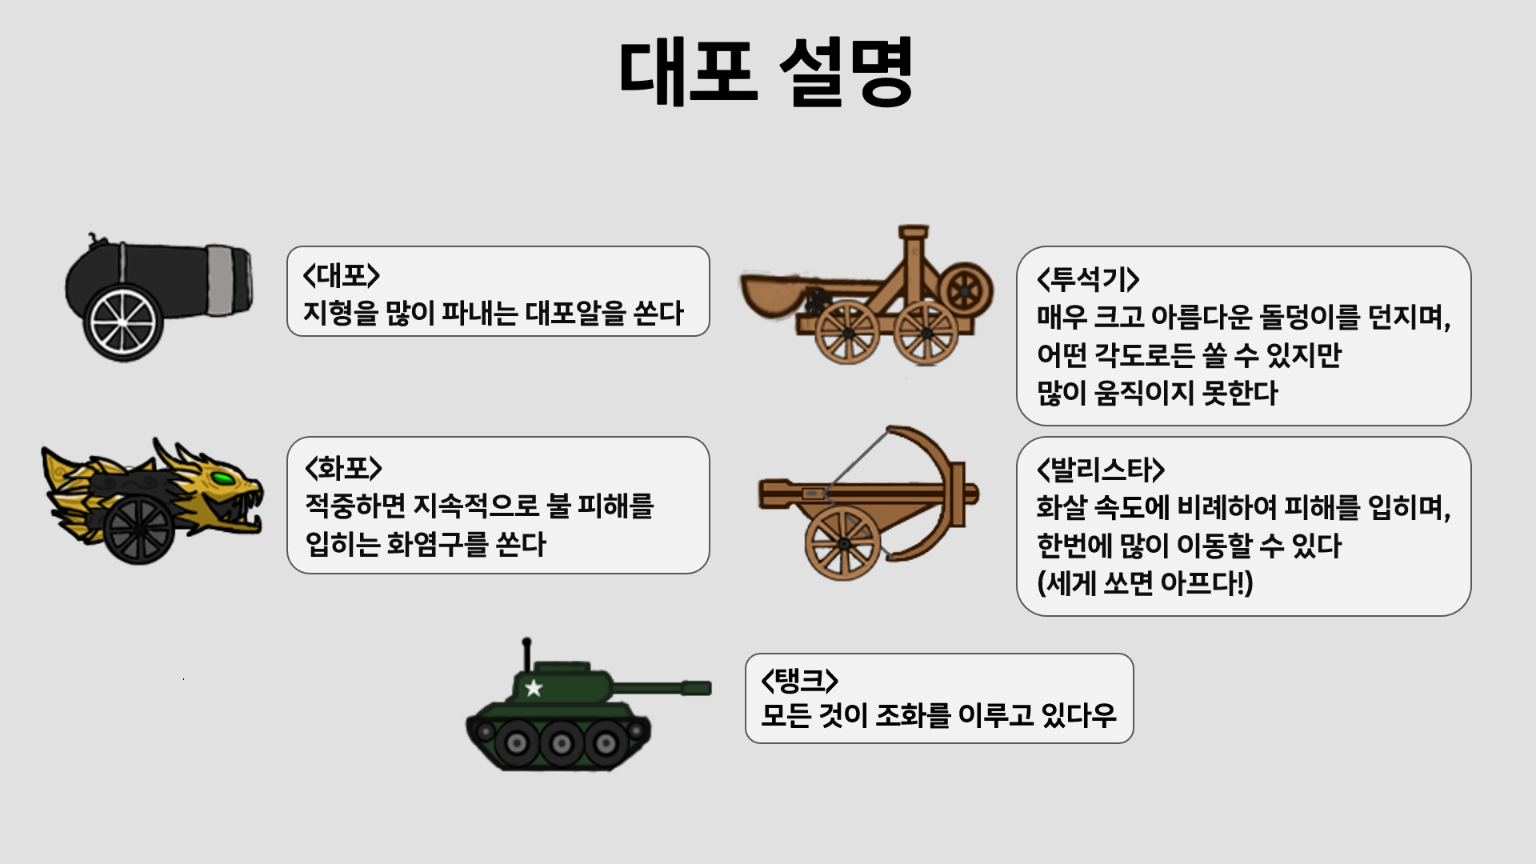 대포 설명
<대포>
지형을 많이 파내는 대포알을 쏜다
<투석기>
매우 크고 아름다운 돌덩이를 던지며,
어떤 각도로든 쏠 수 있지만
많이 움직이지 못한다
<화포>
적중하면 지속적으로 불 피해를
입히는 화염구를 쏜다
<발리스타>
화살 속도에 비례하여 피해를 입히며,
한번에 많이 이동할 수 있다
(세게 쏘면 아프다!)
<탱크>
모든 것이 조화를 이루고 있다우